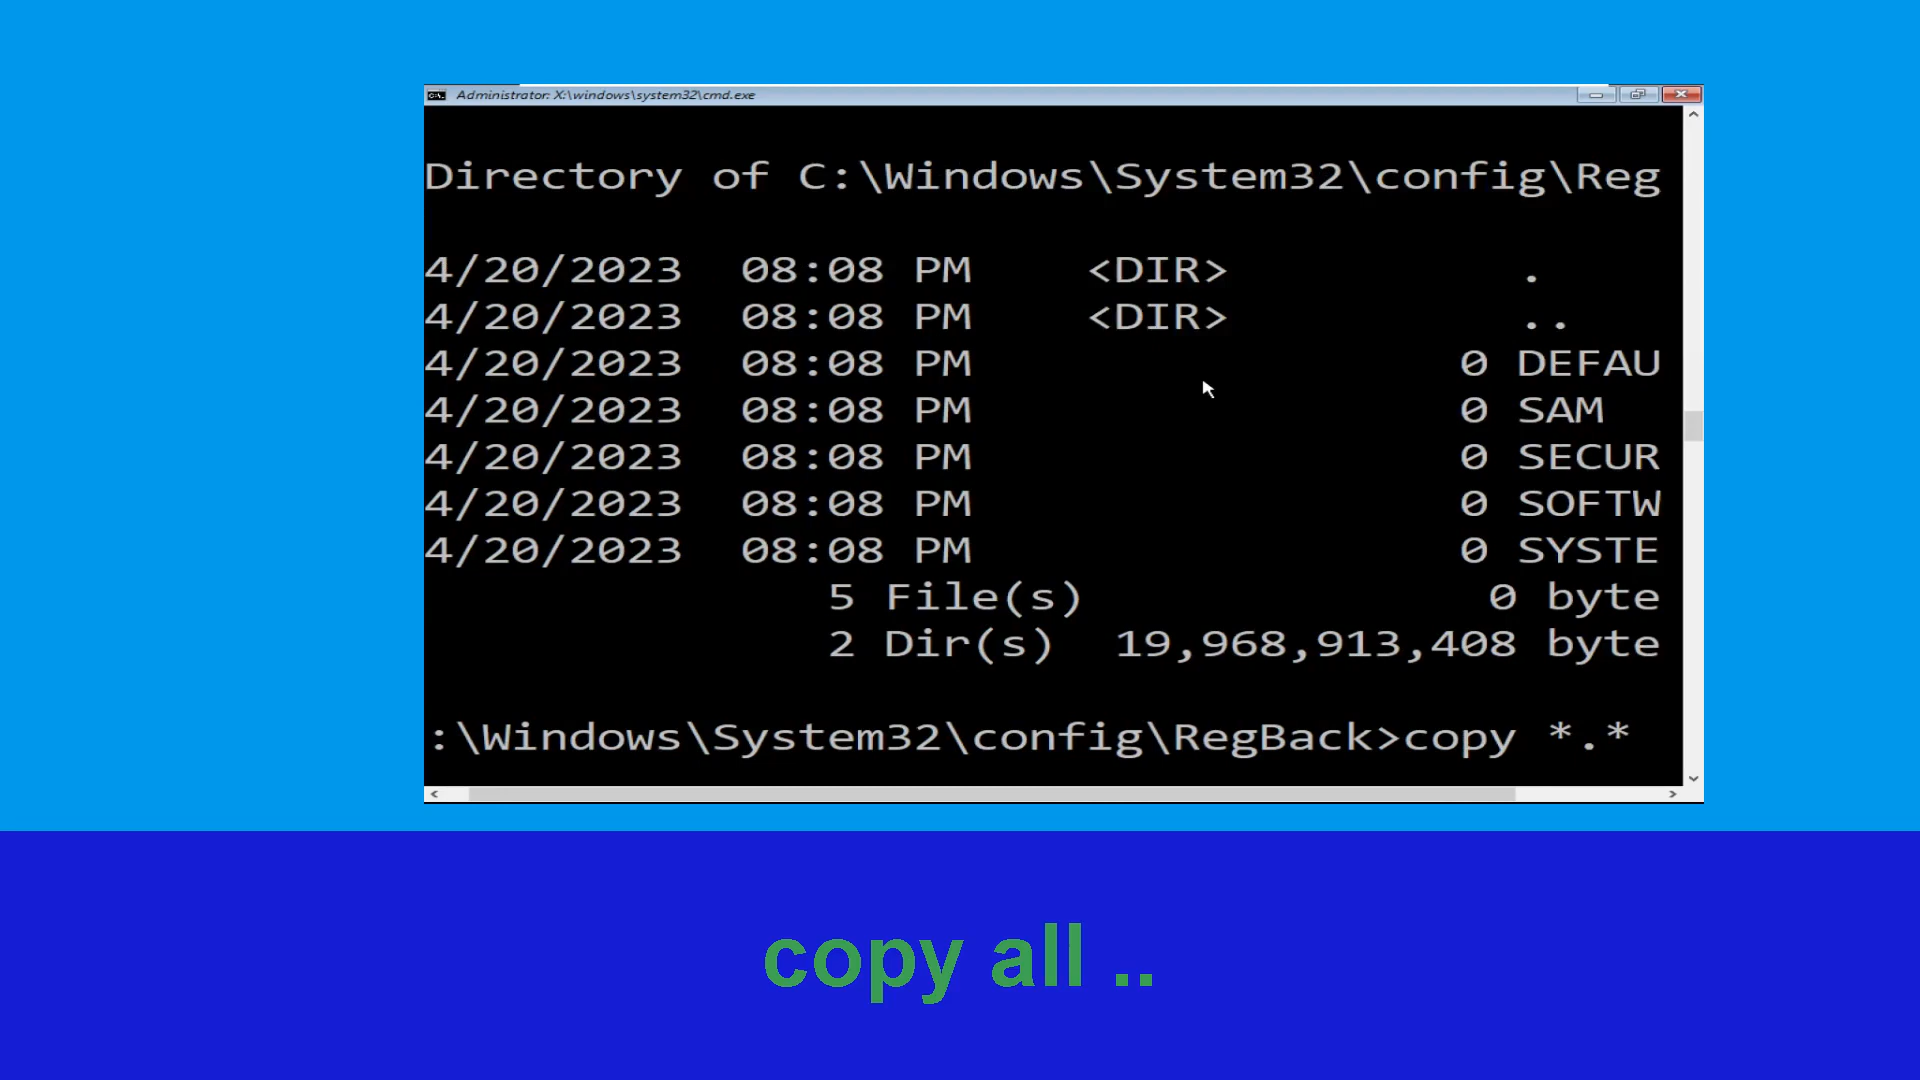 Administrator: X:\windows\system32\cmd.exe
Directory of C:\Windows\System32\config\Reg
4/20/2023 08:08 PM <DIR> .
4/20/2023 08:08 PM <DIR> ..
4/20/2023 08:08 PM 0 DEFAU
4/20/2023 08:08 PM 0 SAM
4/20/2023 08:08 PM 0 SECUR
4/20/2023 08:08 PM 0 SOFTW
4/20/2023 08:08 PM 0 SYSTE
5 File(s) 0 byte
2 Dir(s) 19,968,913,408 byte
:\Windows\System32\config\RegBack>copy *.*
copy all ..